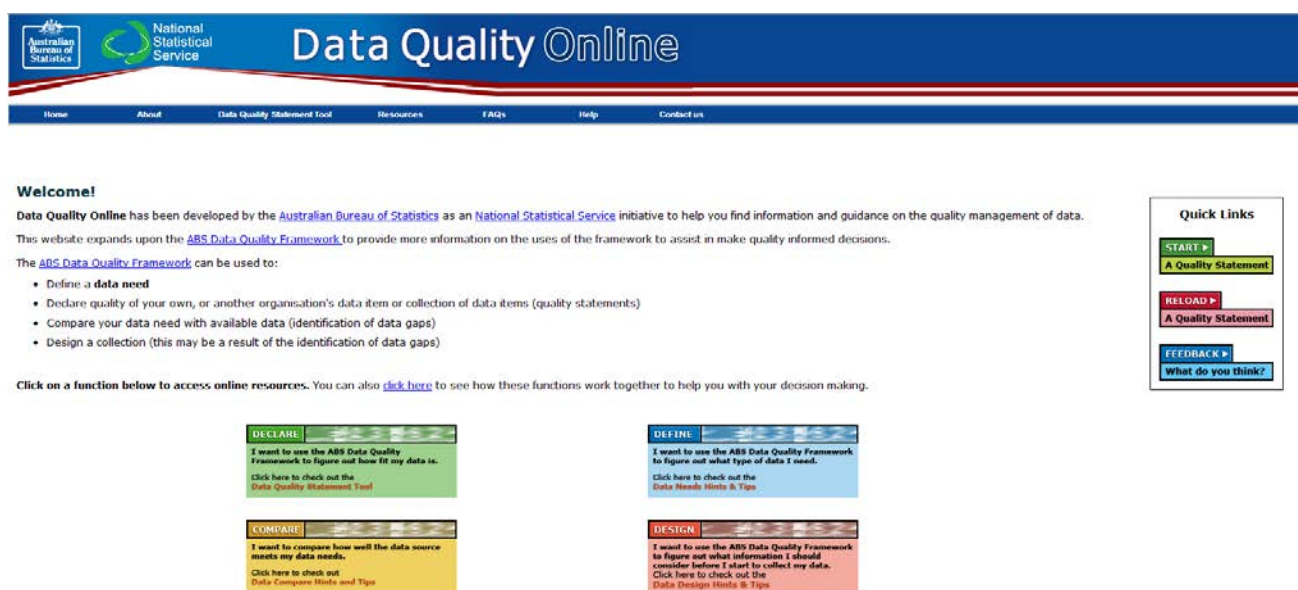 Australian
Bureau of
Statistics
National
Statistical
Service
Data Quality Online
Home About Data Quality Statement Tool Resources FAQs Help Contact us
Welcome!
Data Quality Online has been developed by the Australian Bureau of Statistics as an National Statistical Service initiative to help you find information and guidance on the quality management of data.
This website expands upon the ABS Data Quality Framework to provide more information on the uses of the framework to assist in make quality informed decisions.
The ABS Data Quality Framework can be used to:
• Define a data need
• Declare quality of your own, or another organisation's data item or collection of data items (quality statements)
• Compare your data need with available data (identification of data gaps)
• Design a collection (this may be a result of the identification of data gaps)
Click on a function below to access online resources. You can also click here to see how these functions work together to help you with your decision making.
Quick Links
START
A Quality Statement
RELOAD
A Quality Statement
FEEDBACK
What do you think?
DECLARE
I want to use the ABS Data Quality
Framework to figure out how fit my data is.
Click here to check out the
Data Quality Statement Tool
DEFINE
I want to use the ABS Data Quality Framework
to figure out what type of data I need.
Click here to check out the
Data Needs Hints & Tips
COMPARE
I want to compare how well the data source
meets my data needs.
Click here to check out
Data Compare Hints and Tips
DESIGN
I want to use the ABS Data Quality Framework
to figure out what information I should
consider before I start to collect my data.
Click here to check out the
Data Design Hints & Tips